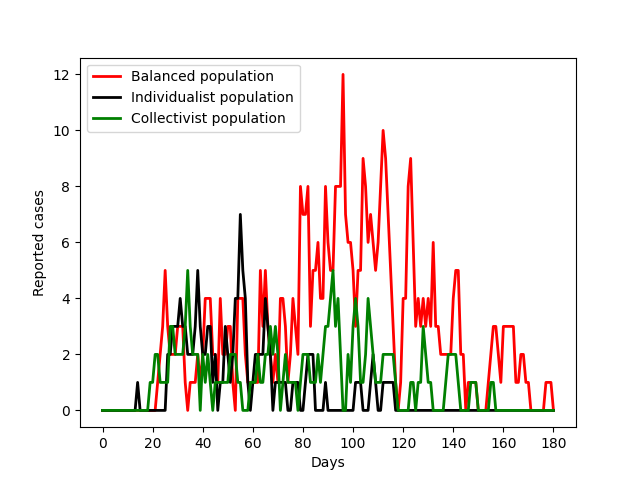 Balanced population
Individualist population
Collectivist population
12
10
8
6
4
2
0
Reported cases
0 20 40 60 80 100 120 140 160 180
Days